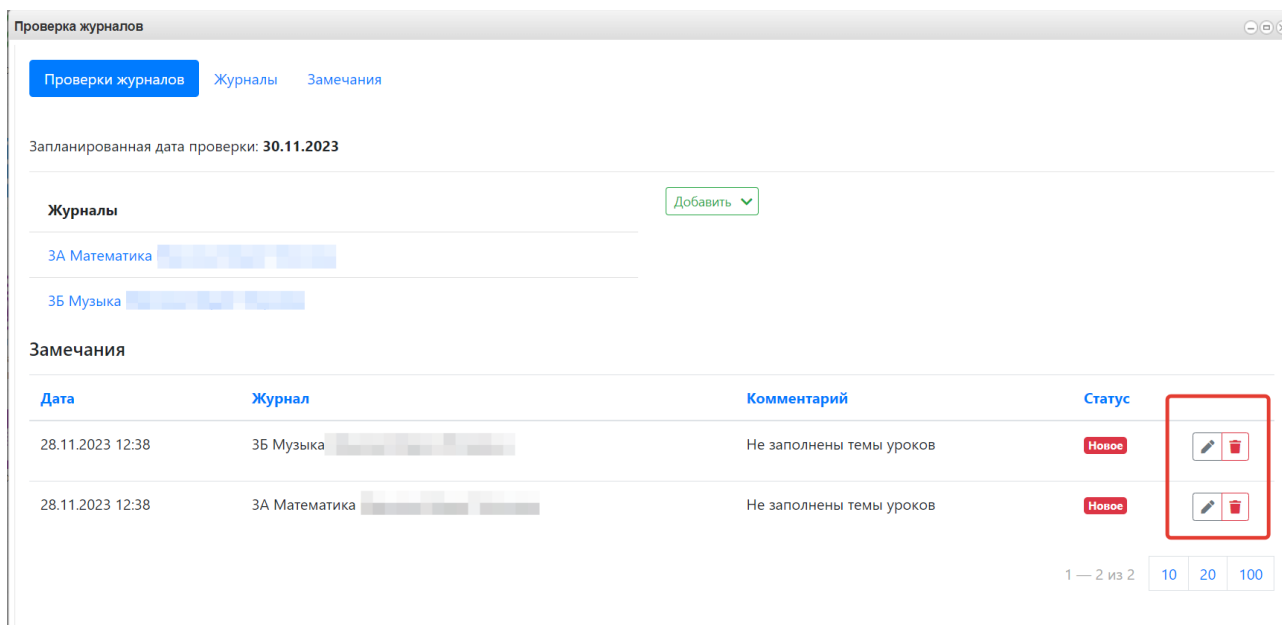 Проверка журналов
Проверки журналов Журналы Замечания
Запланированная дата проверки: 30.11.2023
Журналы
Добавить
3А Математика
3Б Музыка
Замечания
Дата Журнал Комментарий Статус
28.11.2023 12:38 3Б Музыка Не заполнены темы уроков Новое
28.11.2023 12:38 3А Математика Не заполнены темы уроков Новое
1 — 2 из 2 10 20 100